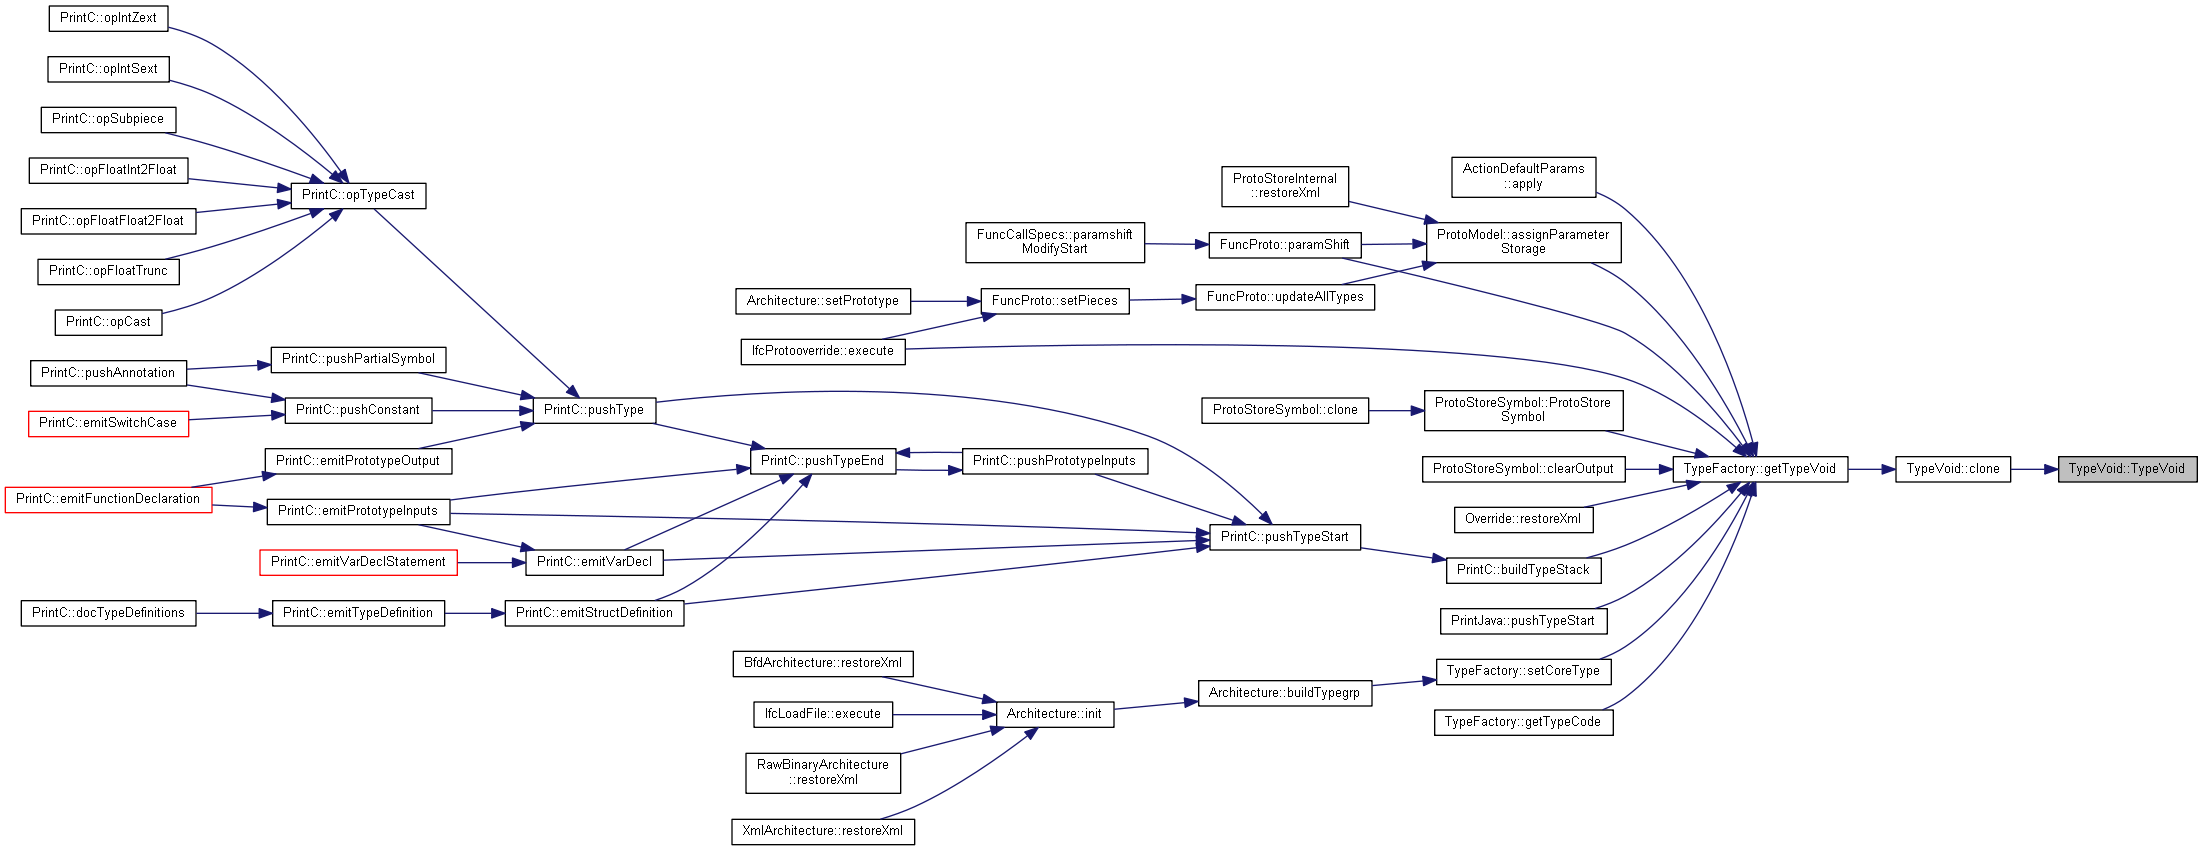 PrintC::opIntZext
PrintC::opIntSext
PrintC::opSubpiece
PrintC::opFloatInt2Float
PrintC::opFloatFloat2Float
PrintC::opFloatTrunc
PrintC::opCast
PrintC::opTypeCast
PrintC::pushPartialSymbol
PrintC::pushAnnotation
PrintC::pushConstant
PrintC::emitSwitchCase
PrintC::emitPrototypeOutput
PrintC::emitFunctionDeclaration
PrintC::emitPrototypeInputs
PrintC::emitVarDeclStatement
PrintC::docTypeDefinitions
PrintC::emitTypeDefinition
PrintC::pushType
PrintC::pushTypeEnd
PrintC::emitVarDecl
PrintC::emitStructDefinition
PrintC::pushPrototypeInputs
PrintC::pushTypeStart
FuncCallSpecs::paramshift
ModifyStart
Architecture::setPrototype
IfcProtooverride::execute
FuncProto::setPieces
ProtoStoreInternal
::restoreXml
FuncProto::paramShift
FuncProto::updateAllTypes
ProtoStoreSymbol::clone
ActionDefaultParams
::apply
ProtoModel::assignParameter
Storage
ProtoStoreSymbol::ProtoStore
Symbol
ProtoStoreSymbol::clearOutput
Override::restoreXml
PrintC::buildTypeStack
PrintJava::pushTypeStart
TypeFactory::setCoreType
TypeFactory::getTypeCode
Architecture::buildTypegrp
Architecture::init
BfdArchitecture::restoreXml
IfcLoadFile::execute
RawBinaryArchitecture
::restoreXml
XmlArchitecture::restoreXml
TypeFactory::getTypeVoid
TypeVoid::clone
TypeVoid::TypeVoid